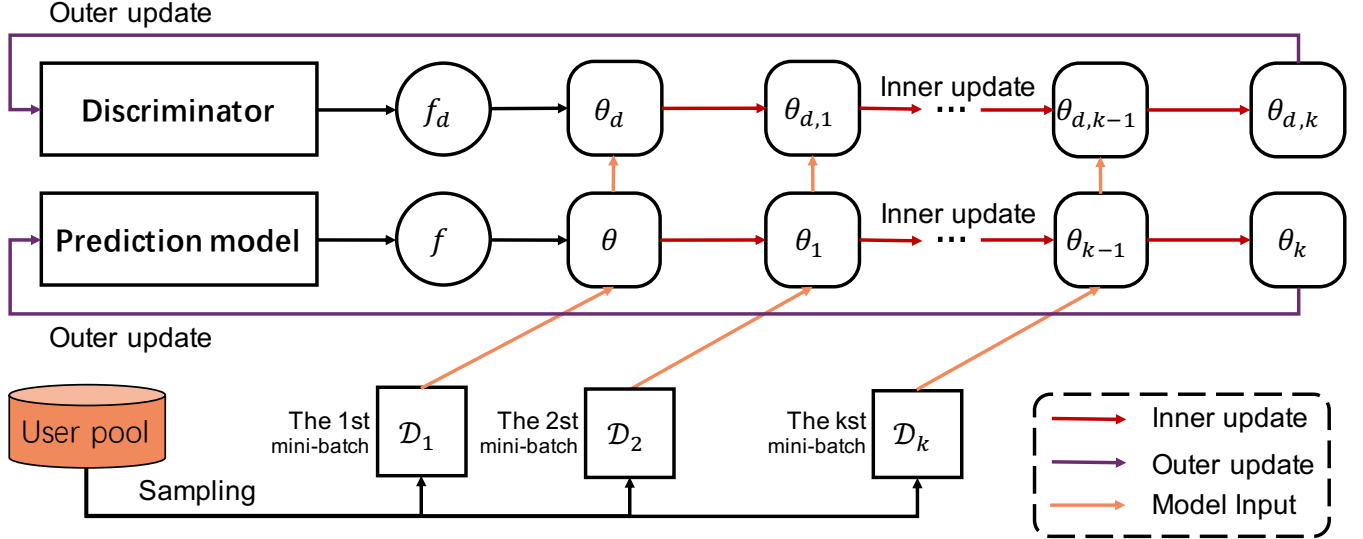 Outer update
Discriminator
f_d
θ_d
θ_{d,1}
Inner update
...
θ_{d,k−1}
θ_{d,k}
Prediction model
f
θ
θ_1
Inner update
...
θ_{k−1}
θ_k
Outer update
User pool
The 1st
mini-batch
𝒟_1
The 2st
mini-batch
𝒟_2
The kst
mini-batch
𝒟_k
Sampling
Inner update
Outer update
Model Input